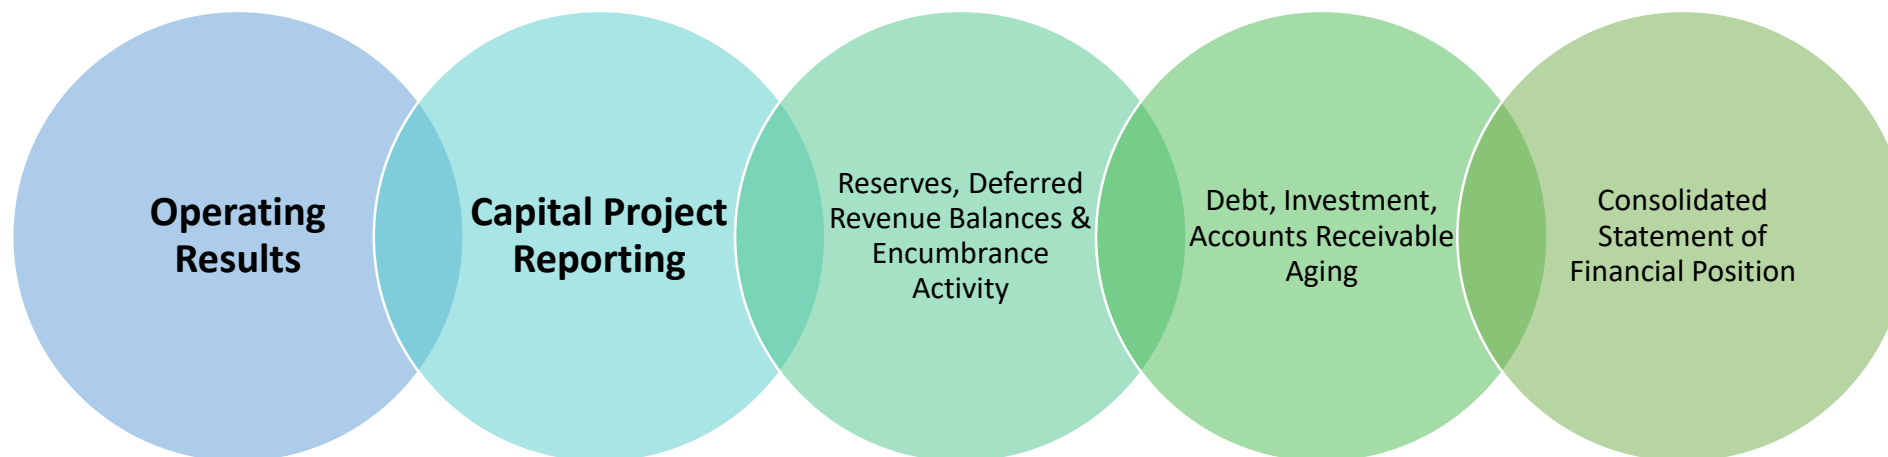 Operating
Results
Capital Project
Reporting
Reserves, Deferred
Revenue Balances &
Encumbrance
Activity
Debt, Investment,
Accounts Receivable
Aging
Consolidated
Statement of
Financial Position